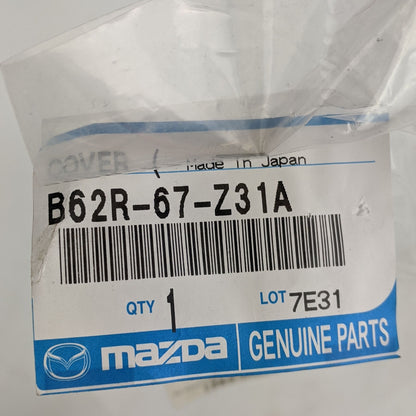 COVER ( Made In Japan
B62R-67-Z31A
QTY 1 LOT 7E31
mazda GENUINE PARTS